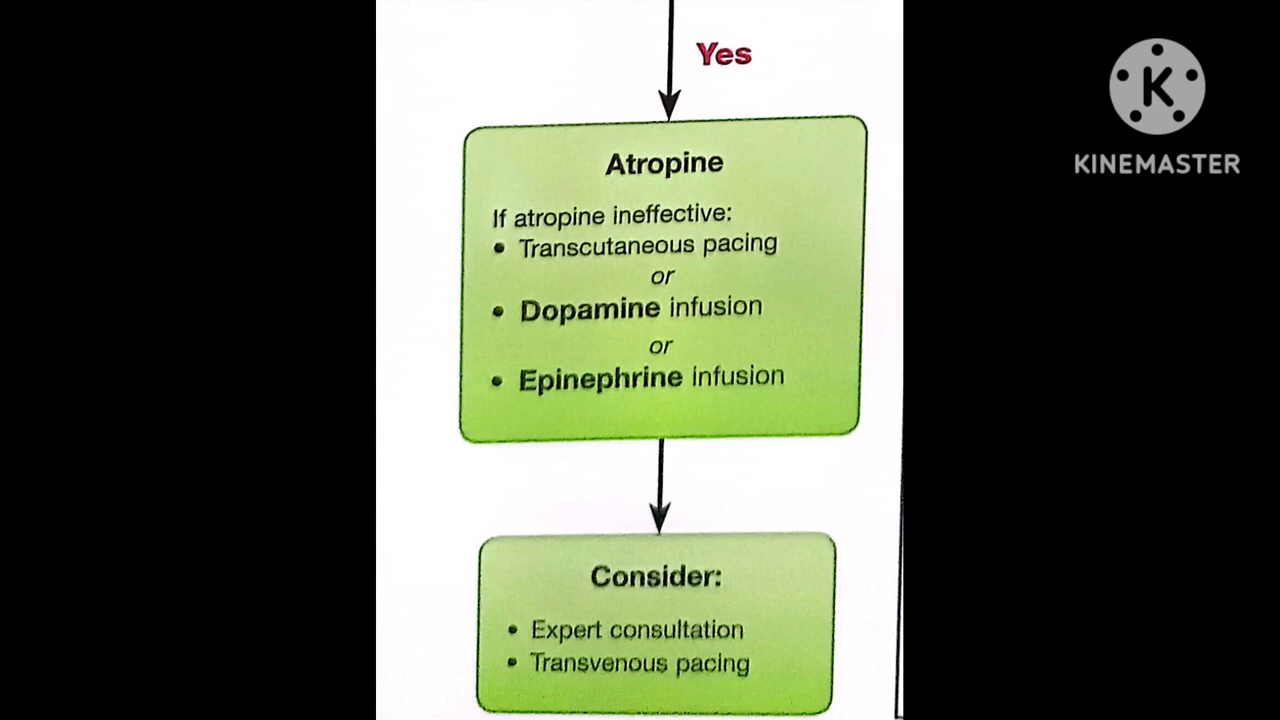 Yes
Atropine
If atropine ineffective:
• Transcutaneous pacing
or
• Dopamine infusion
or
• Epinephrine infusion
Consider:
• Expert consultation
• Transvenous pacing
K
KINEMASTER